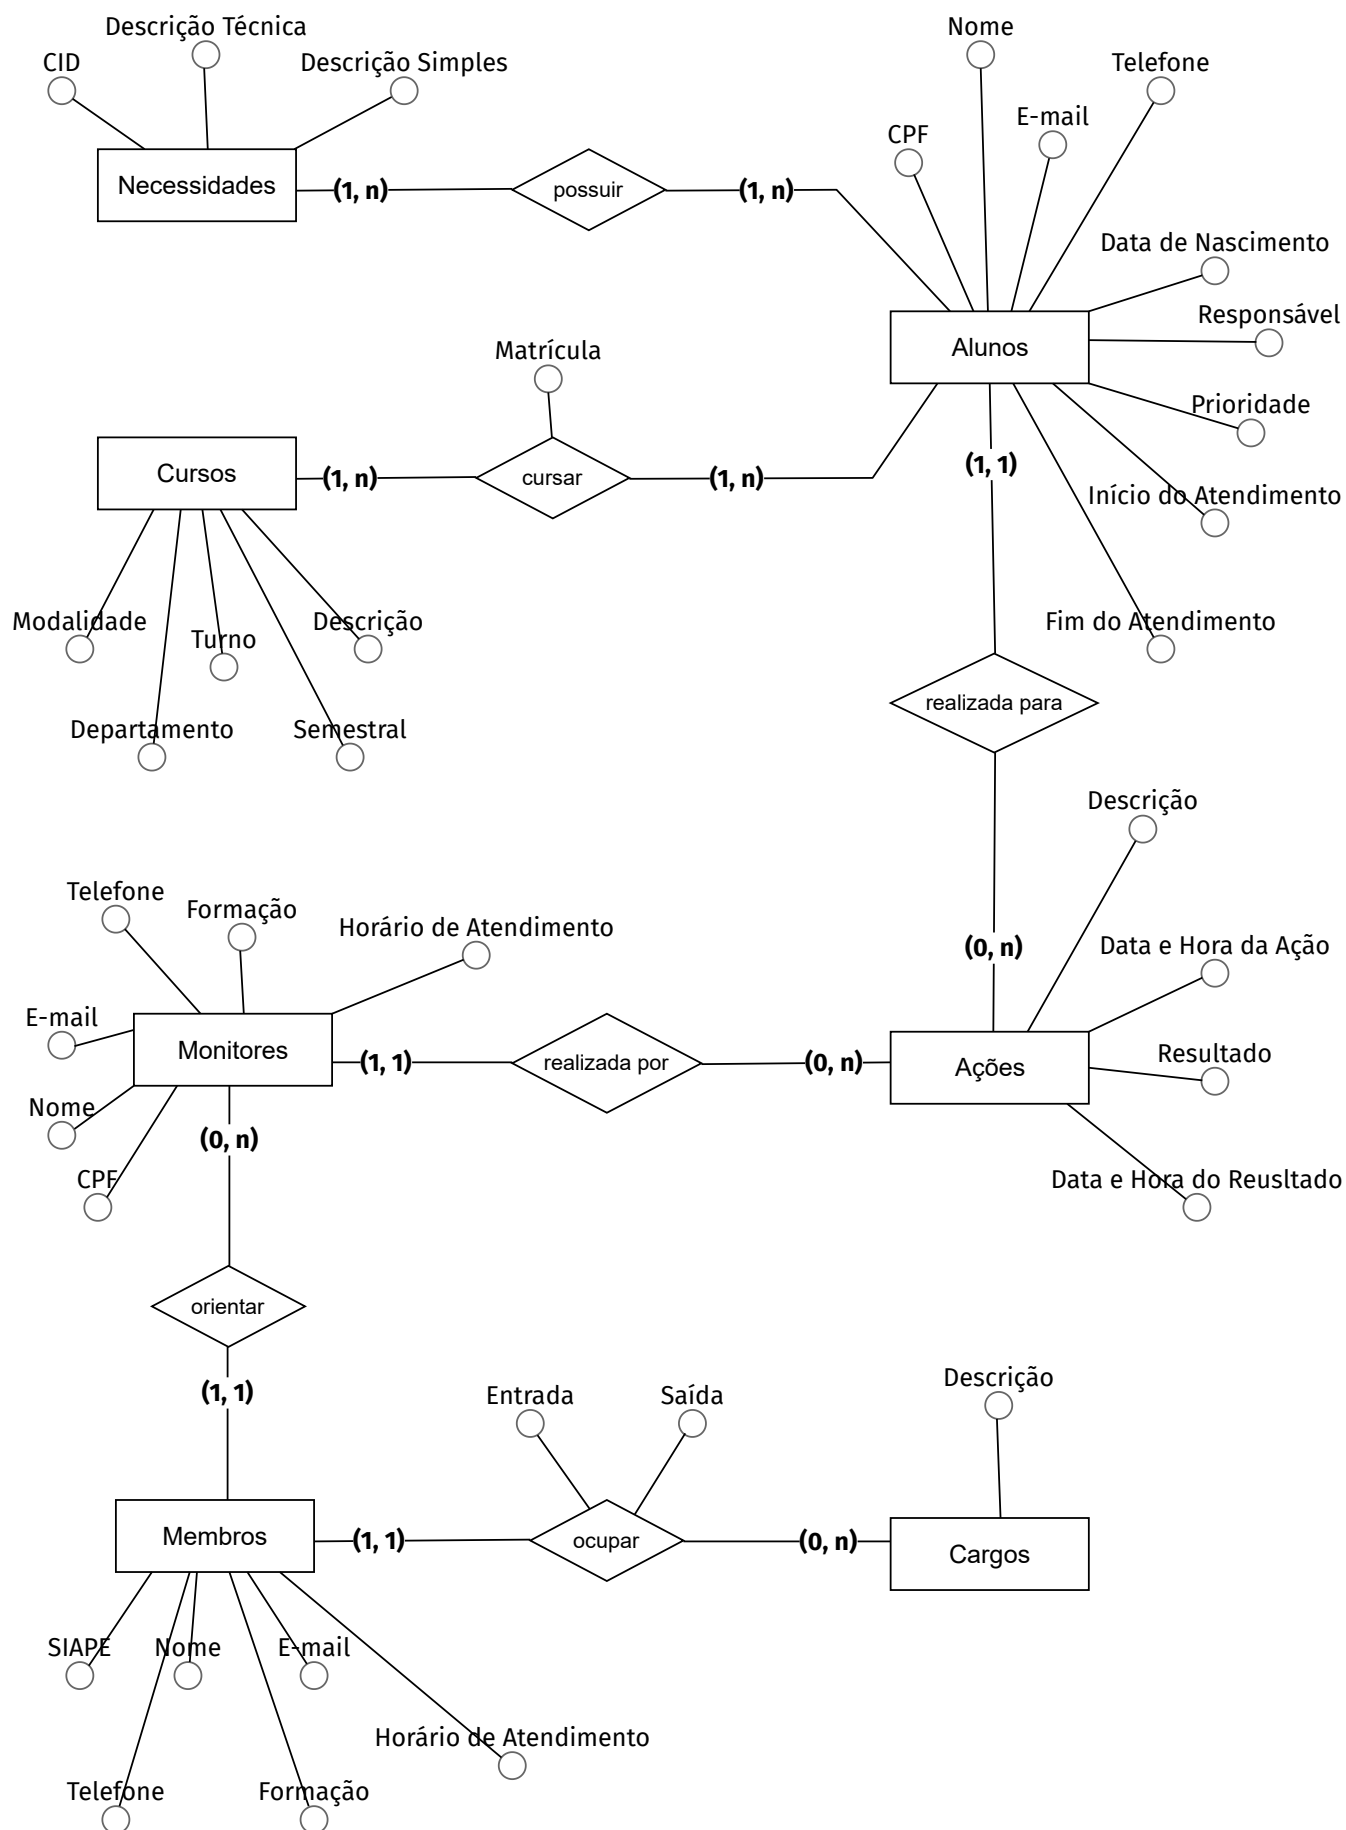 Descrição Técnica
CID
Descrição Simples
Necessidades
(1, n)
possuir
(1, n)
Nome
Telefone
E-mail
CPF
Data de Nascimento
Responsável
Alunos
Prioridade
Início do Atendimento
Fim do Atendimento
Matrícula
Cursos
(1, n)
cursar
(1, n)
(1, 1)
Modalidade
Turno
Descrição
Departamento
Semestral
realizada para
(0, n)
Descrição
Data e Hora da Ação
Ações
Resultado
Data e Hora do Reusltado
Telefone
Formação
Horário de Atendimento
E-mail
Monitores
(1, 1)
realizada por
(0, n)
Nome
CPF
(0, n)
orientar
(1, 1)
Entrada
Saída
Descrição
Membros
(1, 1)
ocupar
(0, n)
Cargos
SIAPE
Nome
E-mail
Horário de Atendimento
Telefone
Formação